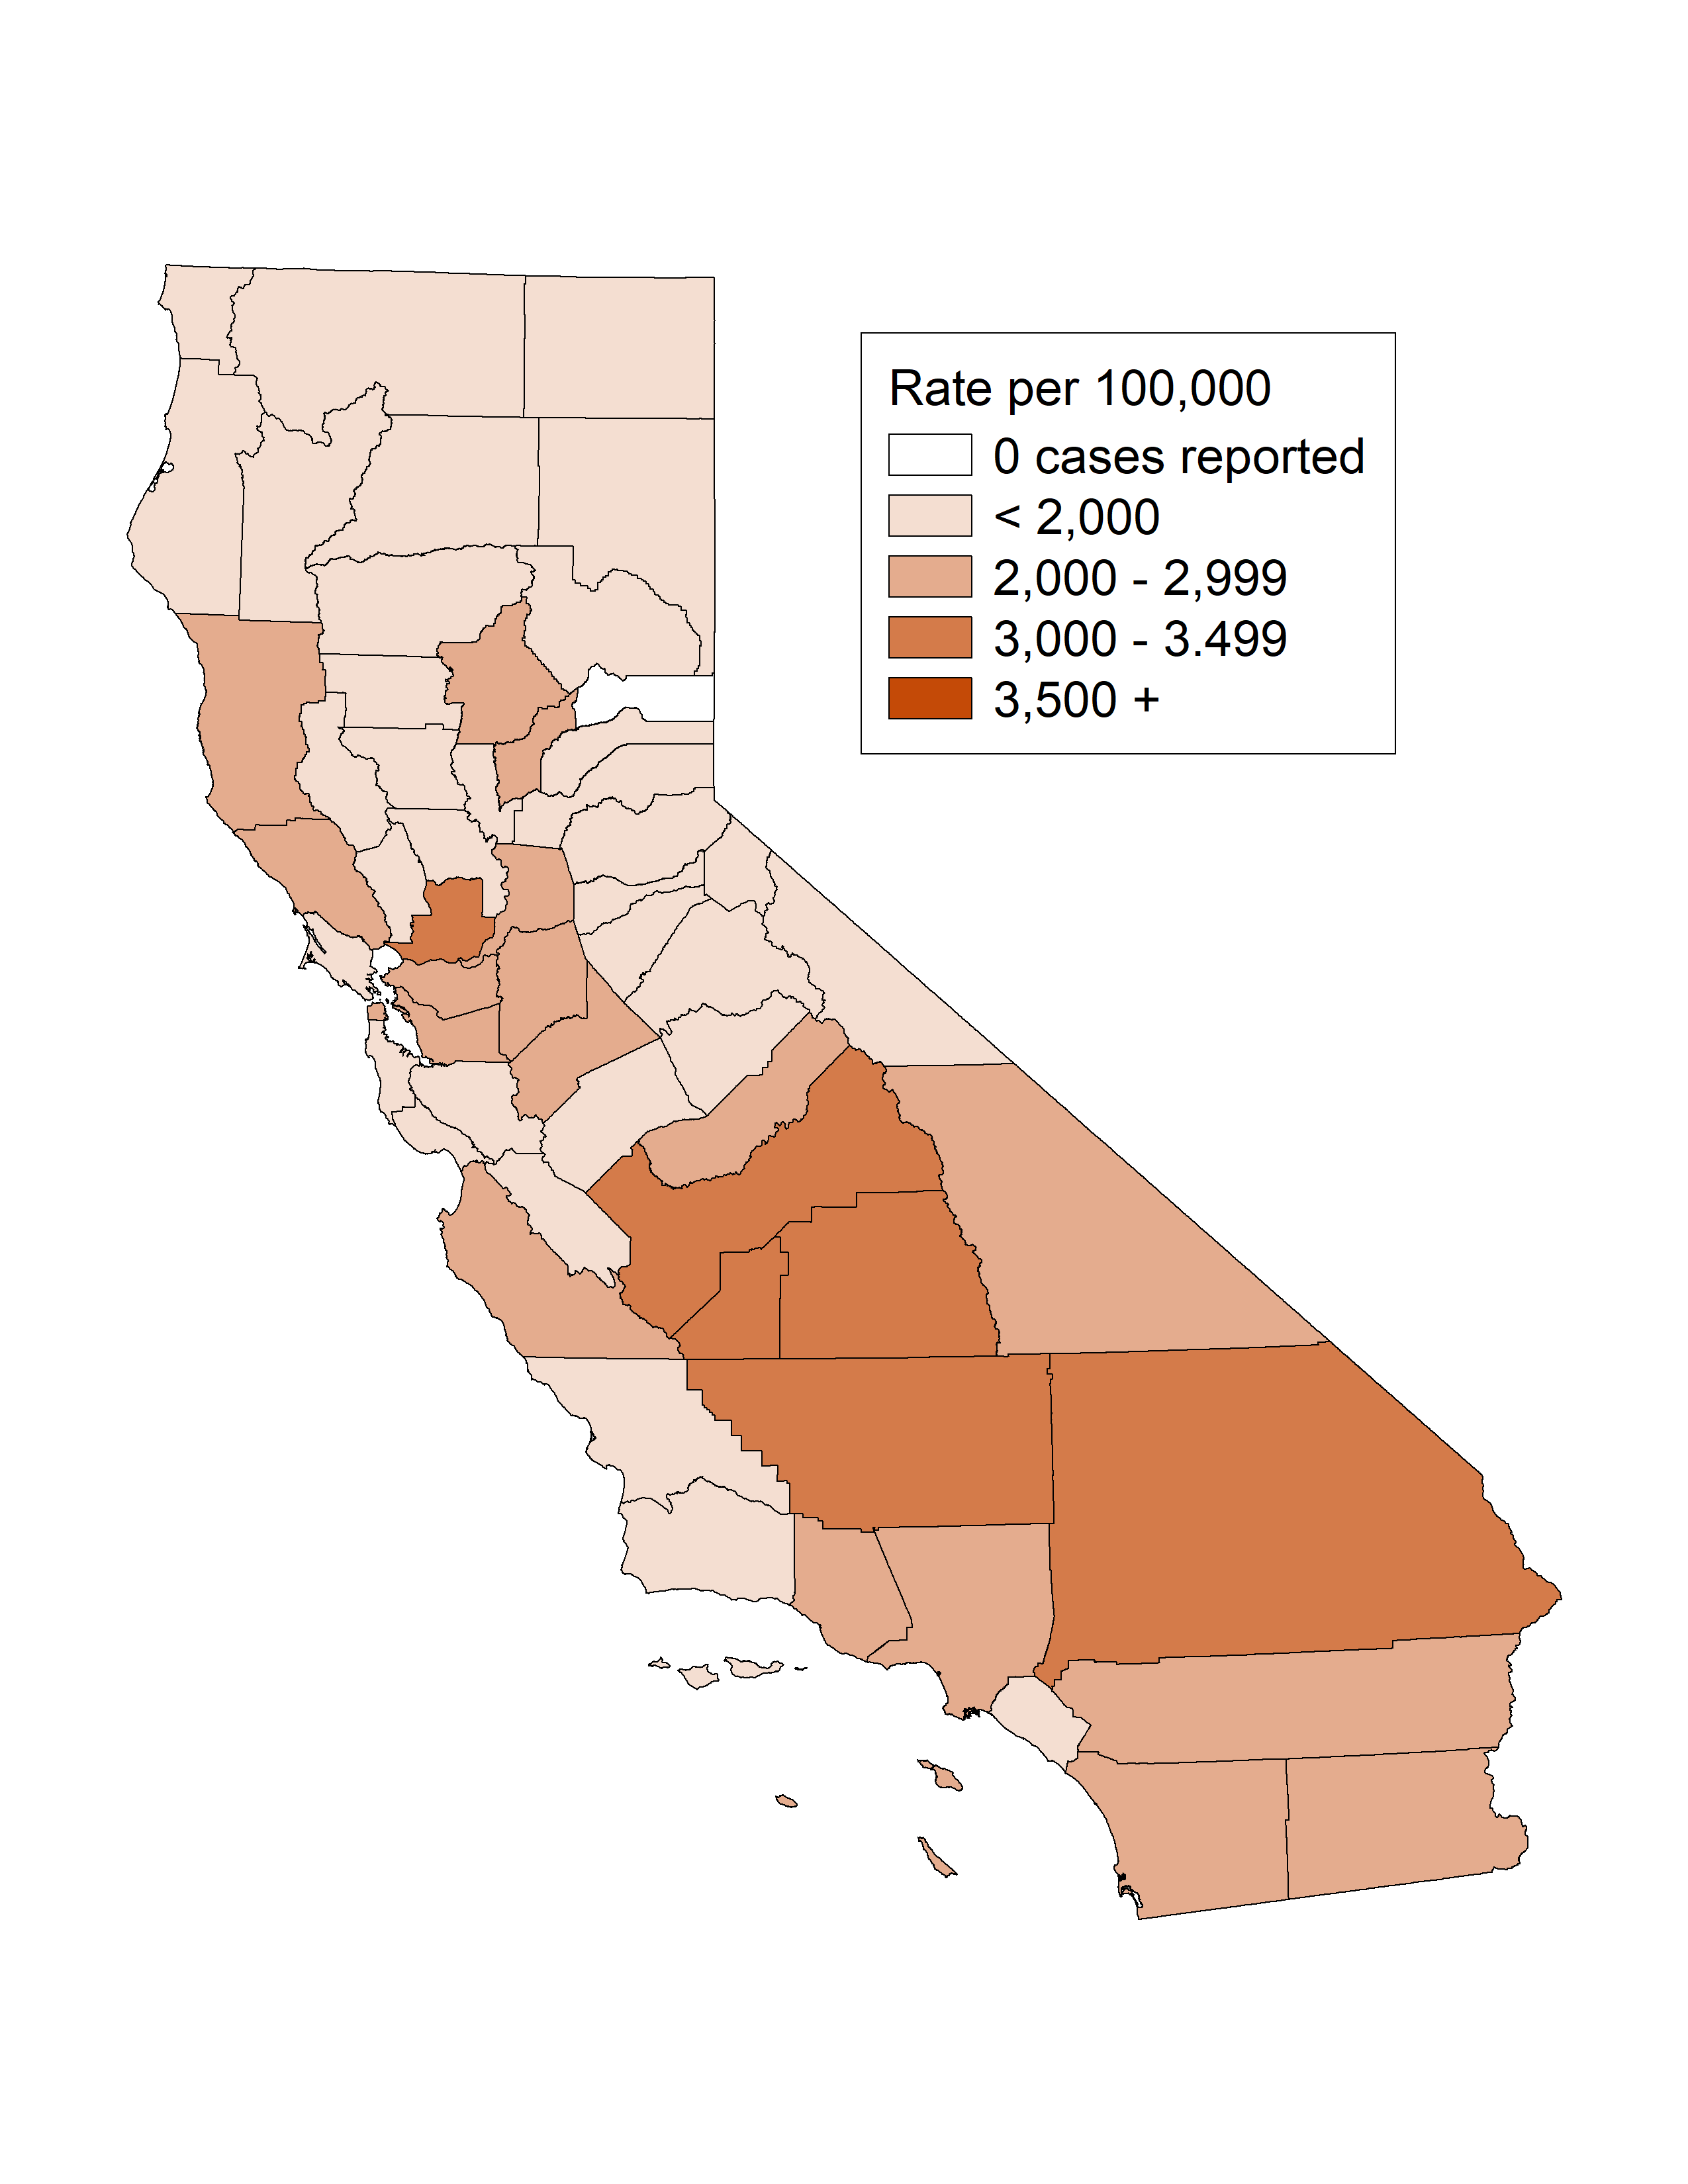 Rate per 100,000
0 cases reported
< 2,000
2,000 - 2,999
3,000 - 3.499
3,500 +